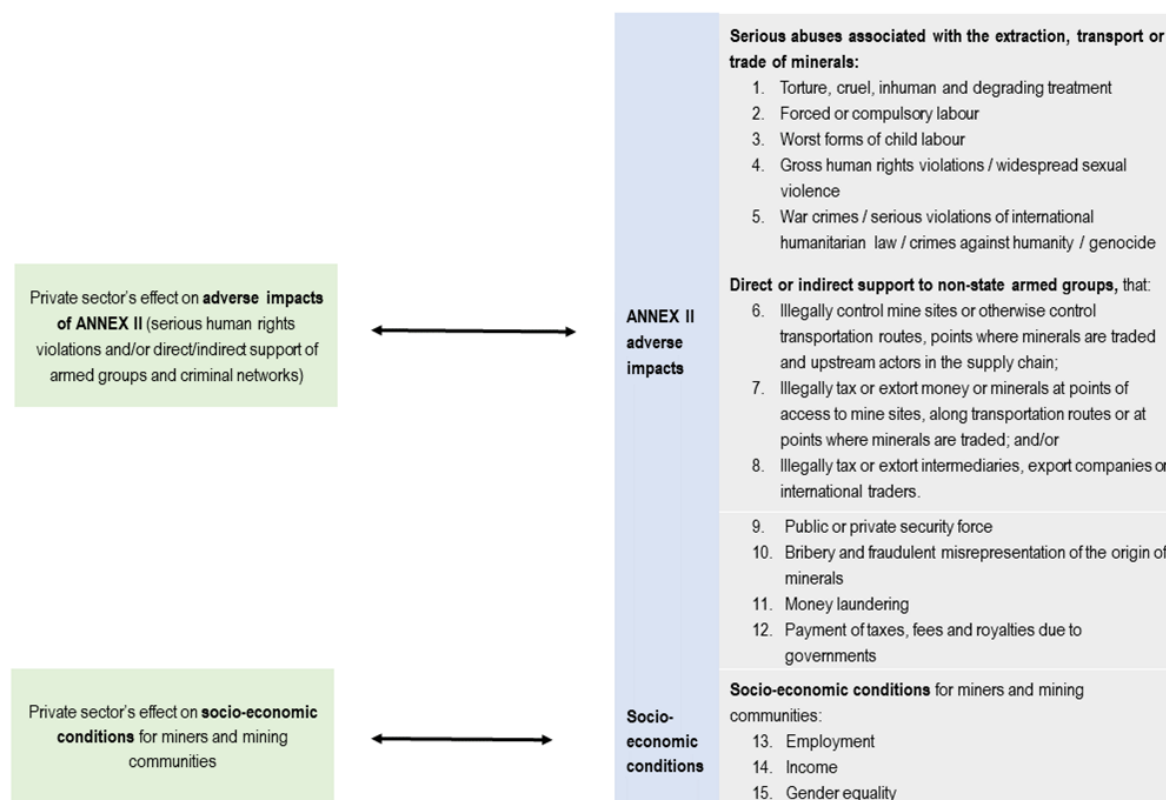 Private sector's effect on adverse impacts
of ANNEX II (serious human rights
violations and/or direct/indirect support of
armed groups and criminal networks)
ANNEX II
adverse
impacts
Serious abuses associated with the extraction, transport or
trade of minerals:
1. Torture, cruel, inhuman and degrading treatment
2. Forced or compulsory labour
3. Worst forms of child labour
4. Gross human rights violations / widespread sexual
violence
5. War crimes / serious violations of international
humanitarian law / crimes against humanity / genocide
Direct or indirect support to non-state armed groups, that:
6. Illegally control mine sites or otherwise control
transportation routes, points where minerals are traded
and upstream actors in the supply chain;
7. Illegally tax or extort money or minerals at points of
access to mine sites, along transportation routes or at
points where minerals are traded; and/or
8. Illegally tax or extort intermediaries, export companies or
international traders.
9. Public or private security force
10. Bribery and fraudulent misrepresentation of the origin of
minerals
11. Money laundering
12. Payment of taxes, fees and royalties due to
governments
Private sector's effect on socio-economic
conditions for miners and mining
communities
Socio-
economic
conditions
Socio-economic conditions for miners and mining
communities:
13. Employment
14. Income
15. Gender equality